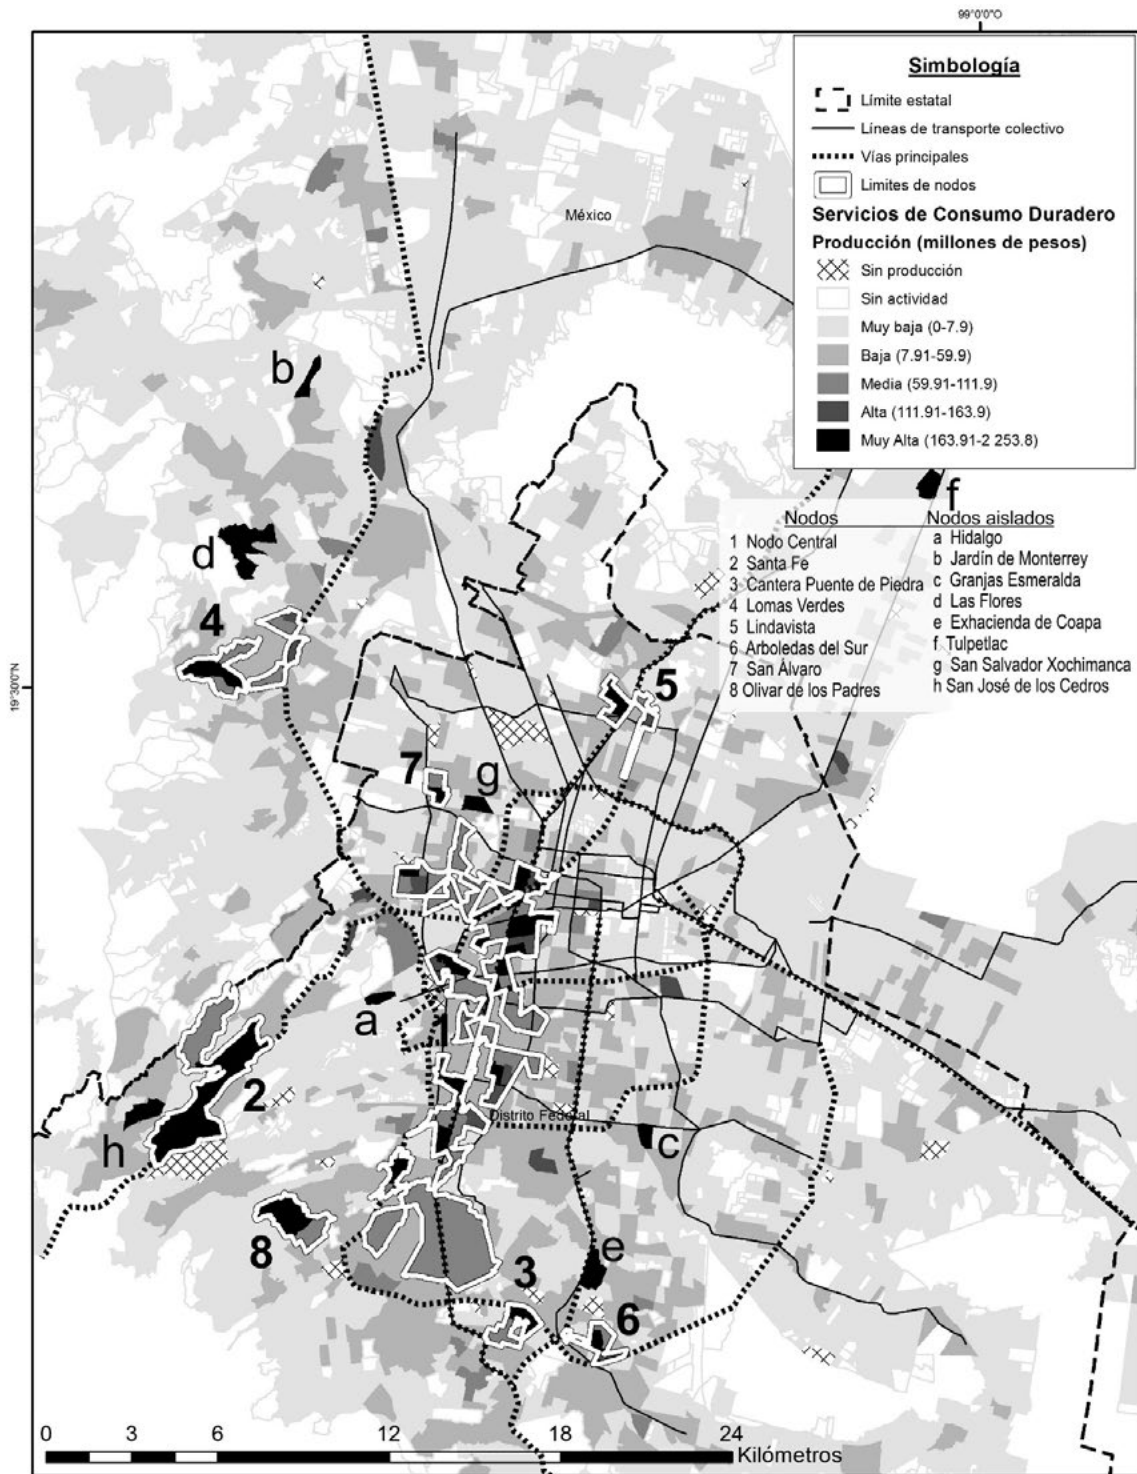 99°0'0"O
Simbología
Límite estatal
Líneas de transporte colectivo
Vías principales
Limites de nodos
Servicios de Consumo Duradero
Producción (millones de pesos)
Sin producción
Sin actividad
Muy baja (0-7.9)
Baja (7.91-59.9)
Media (59.91-111.9)
Alta (111.91-163.9)
Muy Alta (163.91-2 253.8)
México
b
f
Nodos
1 Nodo Central
2 Santa Fe
3 Cantera Puente de Piedra
4 Lomas Verdes
5 Lindavista
6 Arboledas del Sur
7 San Álvaro
8 Olivar de los Padres
Nodos aislados
a Hidalgo
b Jardín de Monterrey
c Granjas Esmeralda
d Las Flores
e Exhacienda de Coapa
f Tulpetlac
g San Salvador Xochimanca
h San José de los Cedros
d
4
19°30'0"N
5
7
g
a
1
2
Distrito Federal
h
c
8
e
3
6
0 3 6 12 18 24
Kilómetros